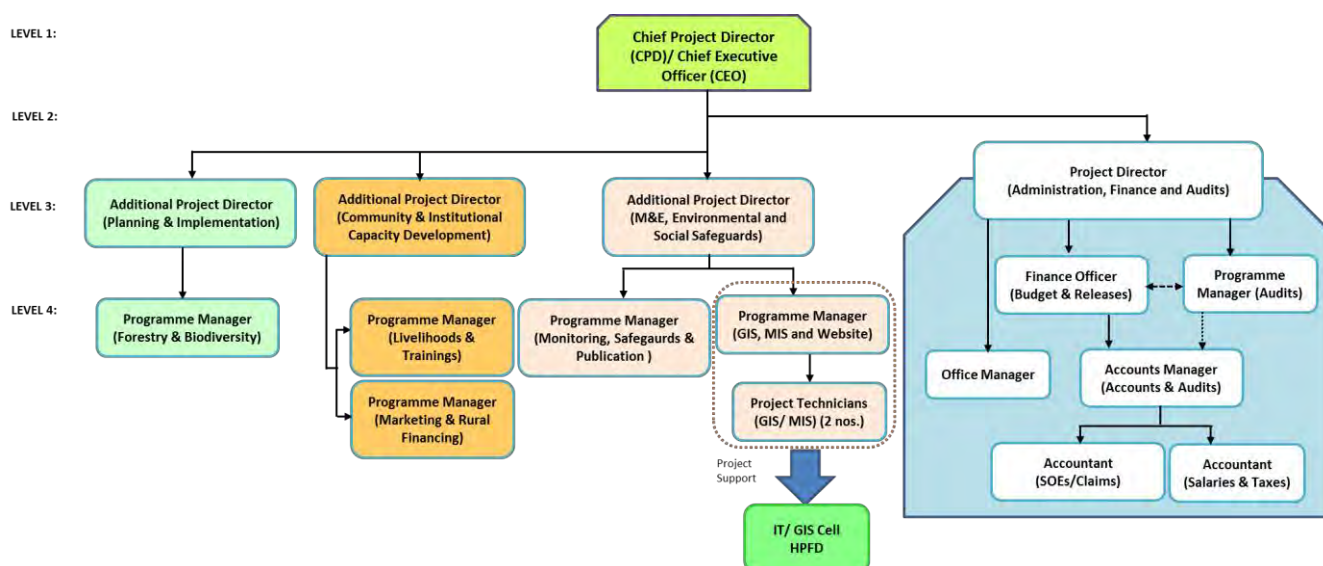 LEVEL 1:
Chief Project Director
(CPD)/ Chief Executive
Officer (CEO)
LEVEL 2:
Project Director
(Administration, Finance and Audits)
LEVEL 3:
Additional Project Director
(Planning & Implementation)
Additional Project Director
(Community & Institutional
Capacity Development)
Additional Project Director
(M&E, Environmental and
Social Safeguards)
Finance Officer
(Budget & Releases)
Programme
Manager (Audits)
LEVEL 4:
Programme Manager
(Forestry & Biodiversity)
Programme Manager
(Livelihoods &
Trainings)
Programme Manager
(Monitoring, Safegaurds &
Publication )
Programme Manager
(GIS, MIS and Website)
Office Manager
Accounts Manager
(Accounts & Audits)
Programme Manager
(Marketing & Rural
Financing)
Project Technicians
(GIS/ MIS) (2 nos.)
Accountant
(SOEs/Claims)
Accountant
(Salaries & Taxes)
Project
Support
IT/ GIS Cell
HPFD